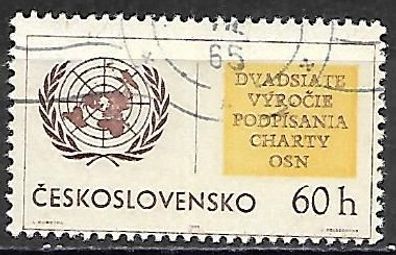 65
DVADSIATE
VÝROČIE
PODPÍSANIA
CHARTY
OSN
ČESKOSLOVENSKO
60 h